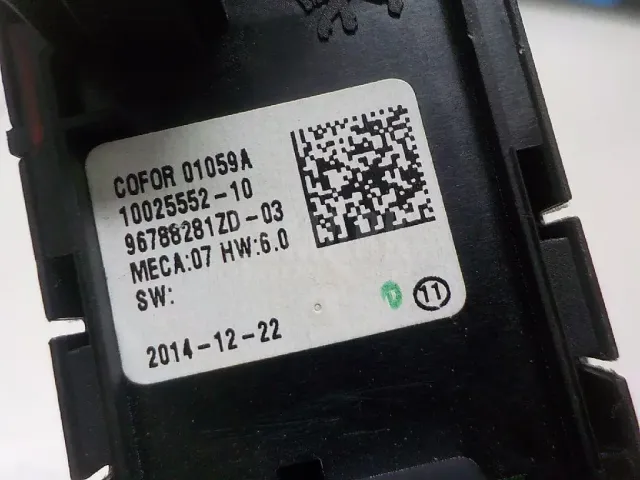 COFOR 01059A
10025552-10
96788281ZD-03
MECA:07 HW:6.0
SW:
11
2014-12-22